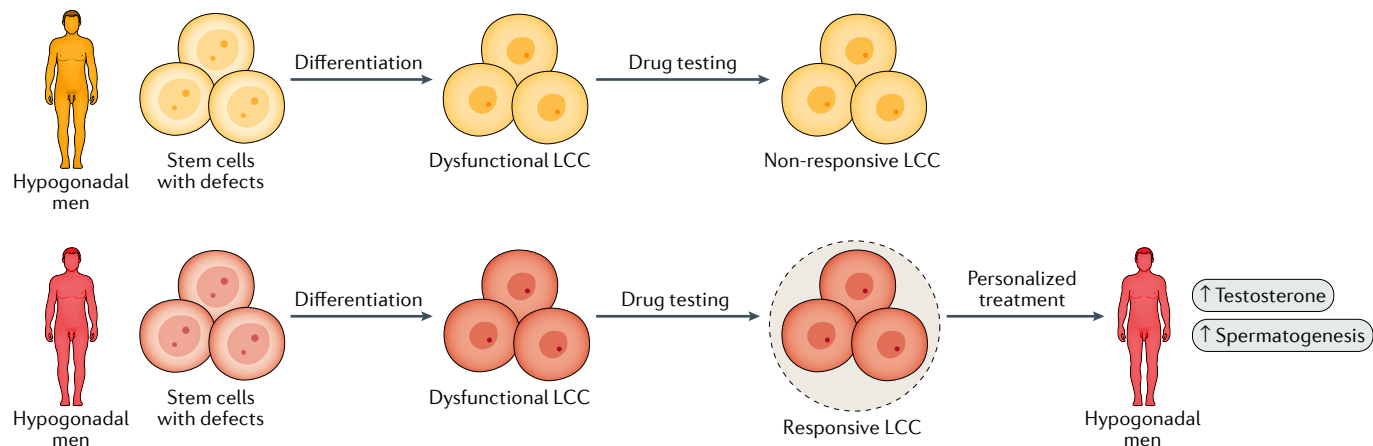 Differentiation
Drug testing
Hypogonadal
men
Stem cells
with defects
Dysfunctional LCC
Non-responsive LCC
Differentiation
Drug testing
Personalized
treatment
↑ Testosterone
↑ Spermatogenesis
Hypogonadal
men
Stem cells
with defects
Dysfunctional LCC
Responsive LCC
Hypogonadal
men